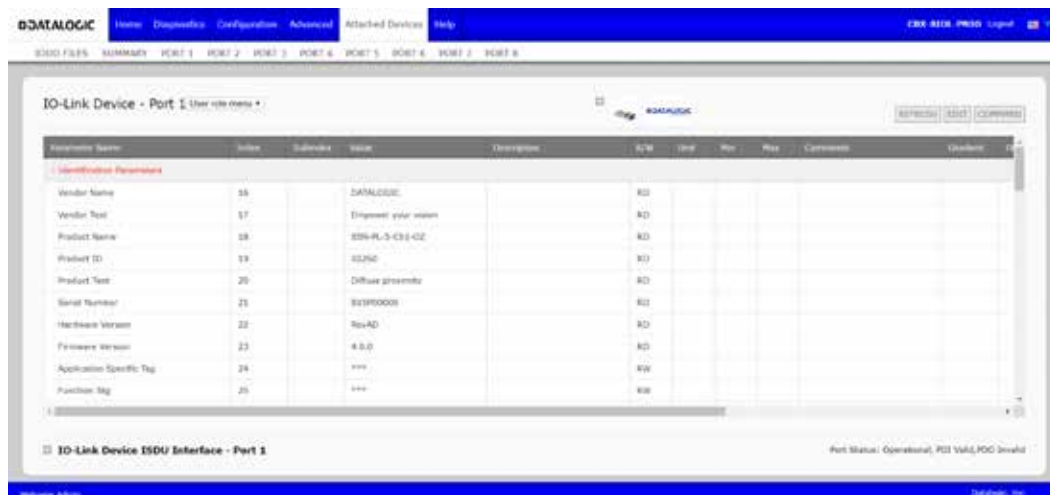 DATALOGIC Home Diagnostics Configuration Advanced Attached Devices Help CBX-8IOL-PN00 Logout
IODD FILES SUMMARY PORT 1 PORT 2 PORT 3 PORT 4 PORT 5 PORT 6 PORT 7 PORT 8
IO-Link Device - Port 1 User role menu
DATALOGIC
REFRESH EDIT COMMAND
Parameter Name Index Subindex Value Description R/W Unit Min Max Comments Gradient
Identification Parameters
Vendor Name 16 DATALOGIC RO
Vendor Text 17 Empower your vision RO
Product Name 18 RO
Product ID 19 RO
Product Text 20 Diffuse proximity RO
Serial Number 21 RO
Hardware Version 22 RevAD RO
Firmware Version 23 4.0.0 RO
Application Specific Tag 24 *** RW
Function Tag 25 *** RW
IO-Link Device ISDU Interface - Port 1
Port Status: Operational, PDI Valid,PDO Invalid
Welcome Admin Datalogic, Inc